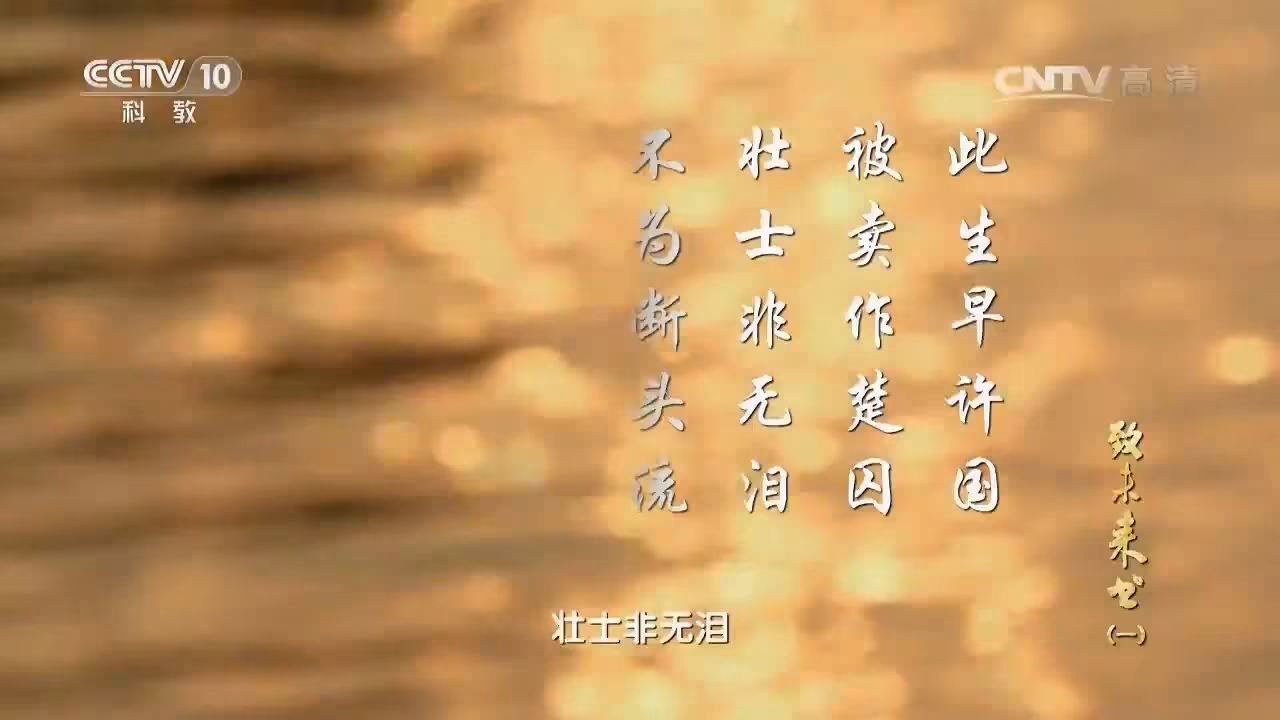 CCTV 10
科教
CNTV 高清
此生早许国
被卖作楚囚
壮士非无泪
不为断头流
致未来书
(一)
壮士非无泪